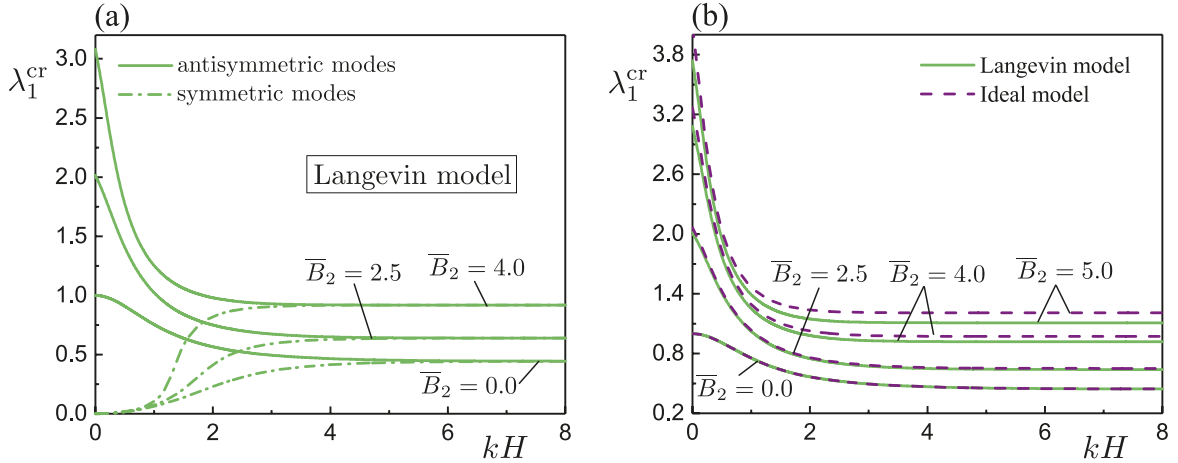 (a)
λ₁ᶜʳ
3.0
2.5
2.0
1.5
1.0
0.5
0.0
antisymmetric modes
symmetric modes
Langevin model
B̅₂ = 2.5
B̅₂ = 4.0
B̅₂ = 0.0
0 2 4 6 8
kH
(b)
λ₁ᶜʳ
3.8
3.2
2.6
2.0
1.4
0.8
0.2
Langevin model
Ideal model
B̅₂ = 2.5
B̅₂ = 4.0
B̅₂ = 5.0
B̅₂ = 0.0
0 2 4 6 8
kH